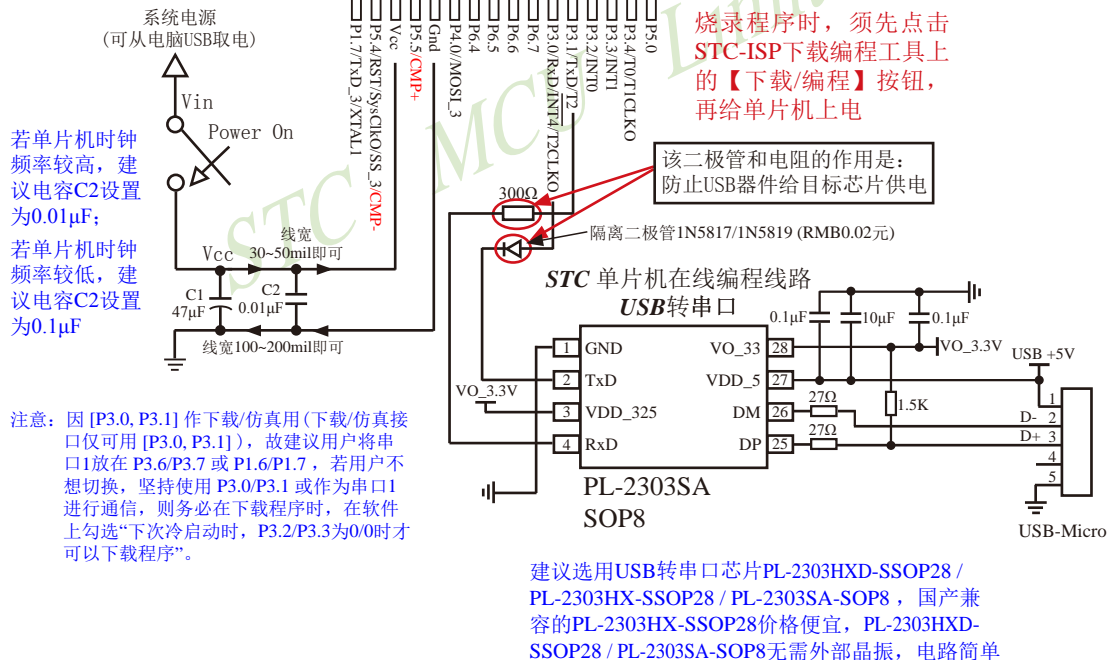 系统电源
(可从电脑USB取电)
Vin
Power On
若单片机时钟
频率较高，建
议电容C2设置
为0.01μF；
若单片机时钟
频率较低，建
议电容C2设置
为0.1μF
P1.7/TxD_3/XTAL1
P5.4/RST/SysClkO/SS_3/CMP-
Vcc
P5.5/CMP+
Gnd
P4.0//MOSI_3
P6.4
P6.5
P6.6
P6.7
P3.0/RxD/INT4/T2CLKO
P3.1/TxD/T2
P3.2/INT0
P3.3/INT1
P3.4/T0/T1CLKO
P5.0
烧录程序时，须先点击
STC-ISP下载编程工具上
的【下载/编程】按钮，
再给单片机上电
该二极管和电阻的作用是：
防止USB器件给目标芯片供电
300Ω
隔离二极管1N5817/1N5819 (RMB0.02元)
Vcc
线宽
30~50mil即可
C1
47μF
C2
0.01μF
线宽100~200mil即可
STC 单片机在线编程线路
USB转串口
0.1μF
10μF
0.1μF
1 GND
2 TxD
3 VDD_325
4 RxD
VO_33 28
VDD_5 27
DM 26
DP 25
VO_3.3V
VO_3.3V
USB +5V
27Ω
27Ω
1.5K
D-
D+
1
2
3
4
5
USB-Micro
PL-2303SA
SOP8
注意：因 [P3.0, P3.1] 作下载/仿真用(下载/仿真接
口仅可用 [P3.0, P3.1] )，故建议用户将串
口1放在 P3.6/P3.7 或 P1.6/P1.7 ，若用户不
想切换，坚持使用 P3.0/P3.1 或作为串口1
进行通信，则务必在下载程序时，在软件
上勾选“下次冷启动时，P3.2/P3.3为0/0时才
可以下载程序”。
建议选用USB转串口芯片PL-2303HXD-SSOP28 /
PL-2303HX-SSOP28 / PL-2303SA-SOP8 ，国产兼
容的PL-2303HX-SSOP28价格便宜，PL-2303HXD-
SSOP28 / PL-2303SA-SOP8无需外部晶振，电路简单
STC MCU